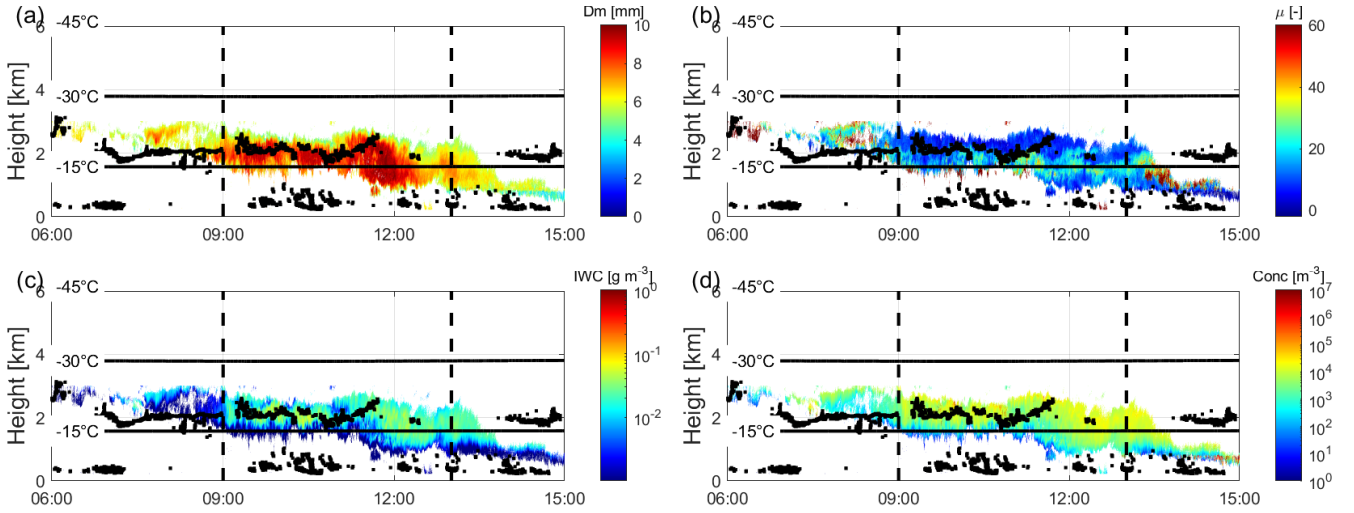 (a)
Dm [mm]
Height [km]
6
4
2
0
-45°C
-30°C
-15°C
06:00 09:00 12:00 15:00
10
8
6
4
2
0
(b)
μ [-]
Height [km]
6
4
2
0
-45°C
-30°C
-15°C
06:00 09:00 12:00 15:00
60
40
20
0
(c)
IWC [g m⁻³]
Height [km]
6
4
2
0
-45°C
-30°C
-15°C
06:00 09:00 12:00 15:00
10⁰
10⁻¹
10⁻²
(d)
Conc [m⁻³]
Height [km]
6
4
2
0
-45°C
-30°C
-15°C
06:00 09:00 12:00 15:00
10⁷
10⁶
10⁵
10⁴
10³
10²
10¹
10⁰